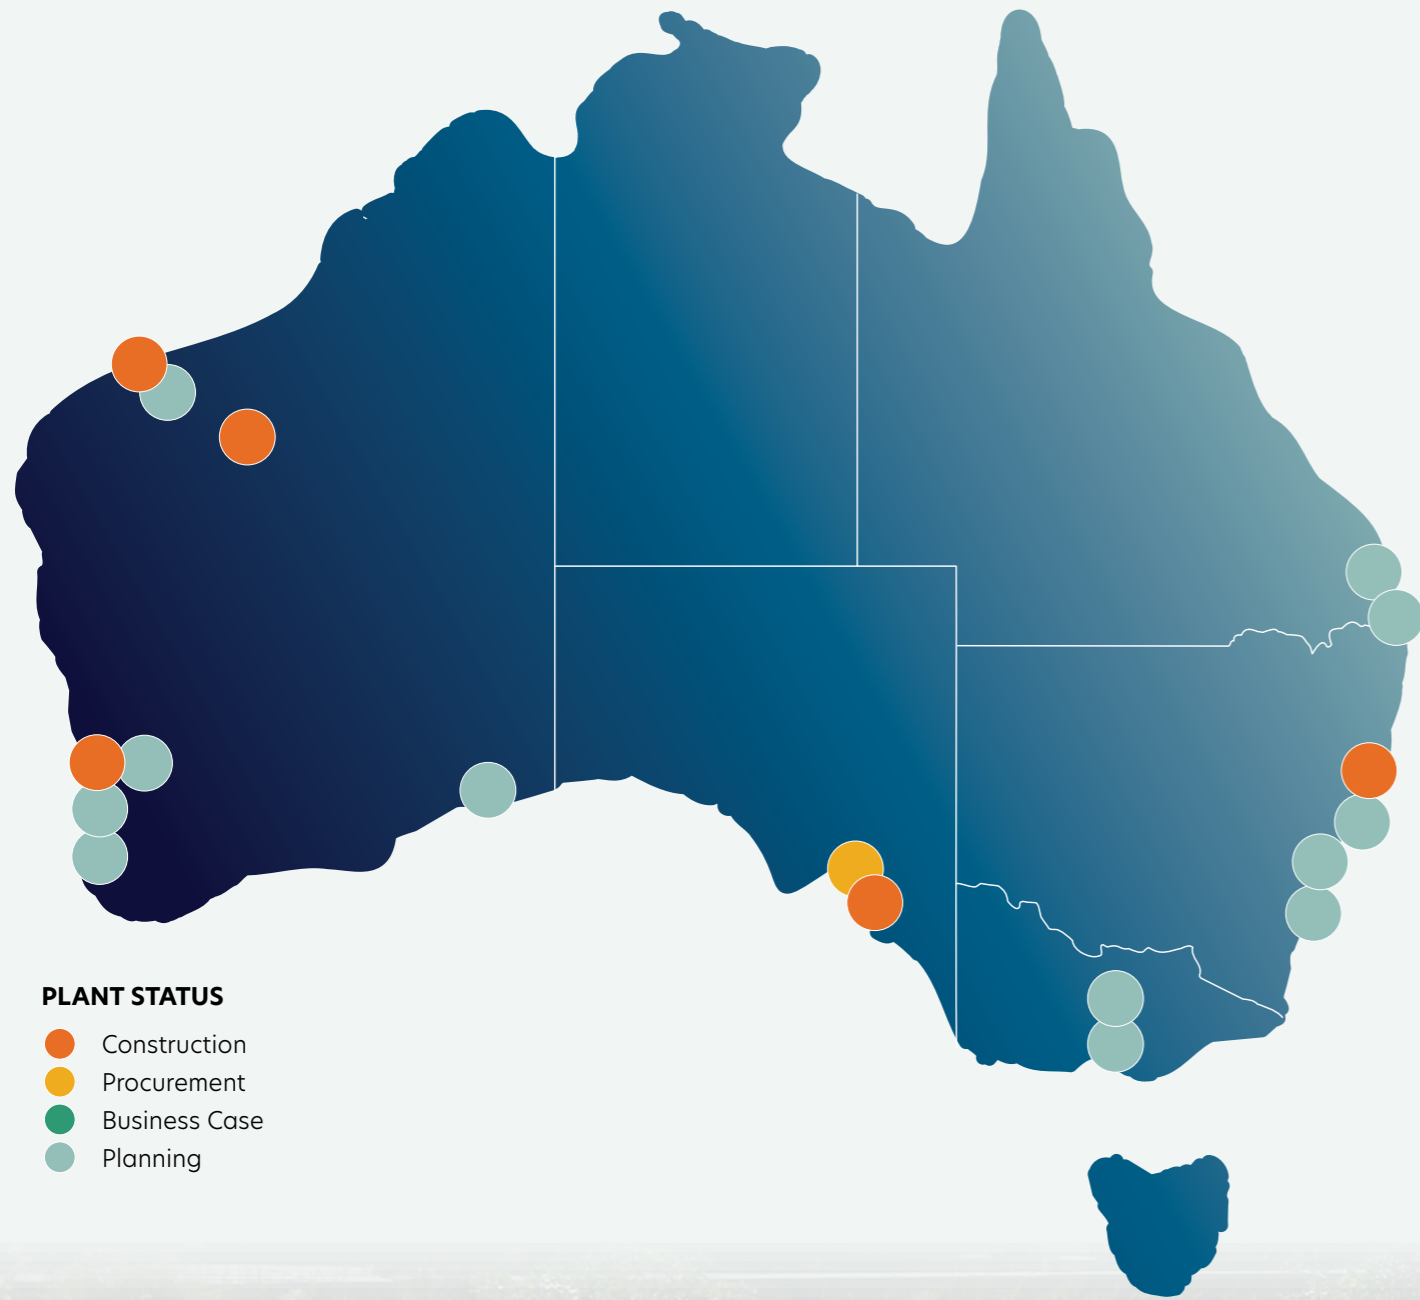 PLANT STATUS
Construction
Procurement
Business Case
Planning